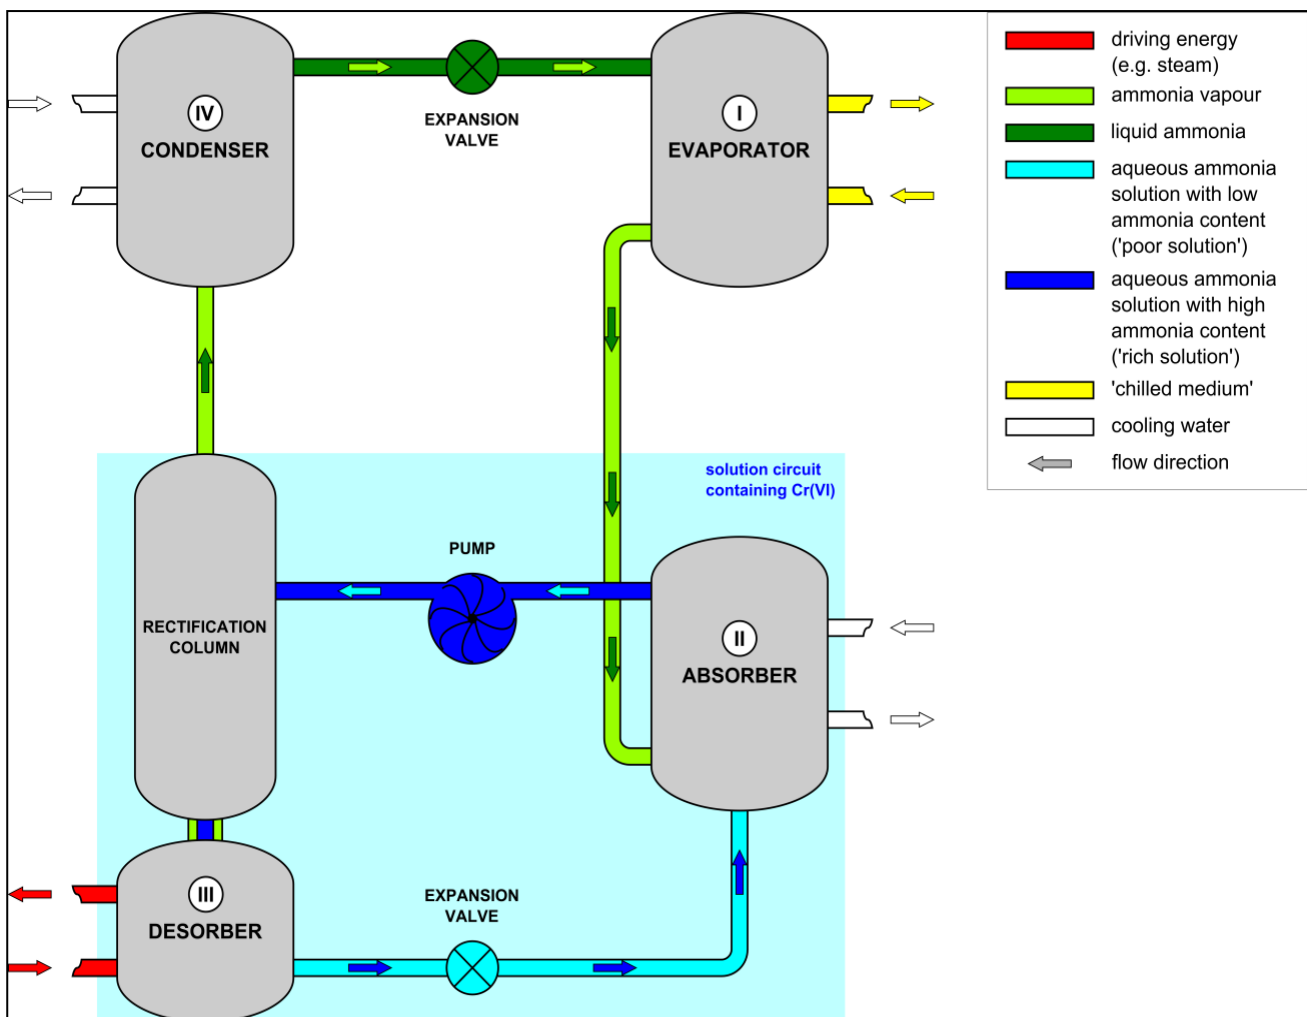 IV
CONDENSER
EXPANSION
VALVE
I
EVAPORATOR
driving energy
(e.g. steam)
ammonia vapour
liquid ammonia
aqueous ammonia
solution with low
ammonia content
('poor solution')
aqueous ammonia
solution with high
ammonia content
('rich solution')
'chilled medium'
cooling water
flow direction
solution circuit
containing Cr(VI)
PUMP
RECTIFICATION
COLUMN
II
ABSORBER
III
DESORBER
EXPANSION
VALVE